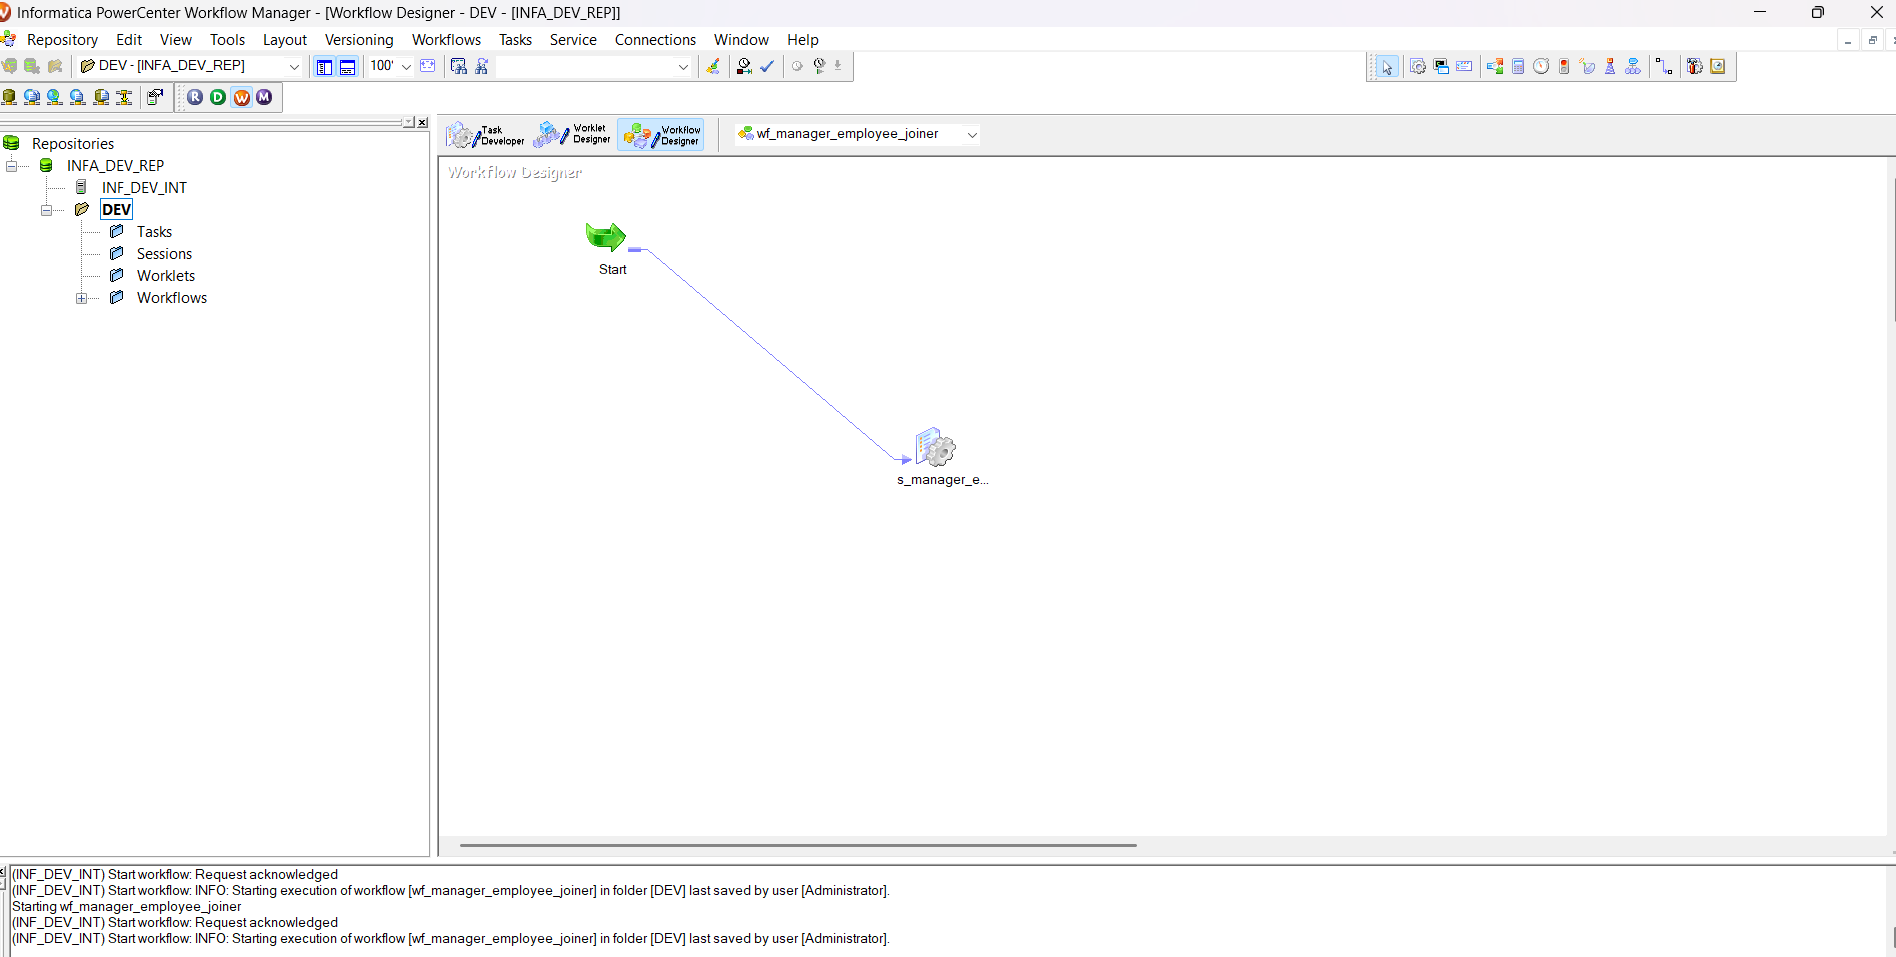 Informatica PowerCenter Workflow Manager - [Workflow Designer - DEV - [INFA_DEV_REP]]
Repository Edit View Tools Layout Versioning Workflows Tasks Service Connections Window Help
DEV - [INFA_DEV_REP] 100'
R D W M
Task Developer
Worklet Designer
Workflow Designer
wf_manager_employee_joiner
Repositories
INFA_DEV_REP
INF_DEV_INT
DEV
Tasks
Sessions
Worklets
Workflows
Workflow Designer
Start
s_manager_e...
(INF_DEV_INT) Start workflow: Request acknowledged
(INF_DEV_INT) Start workflow: INFO: Starting execution of workflow [wf_manager_employee_joiner] in folder [DEV] last saved by user [Administrator].
Starting wf_manager_employee_joiner
(INF_DEV_INT) Start workflow: Request acknowledged
(INF_DEV_INT) Start workflow: INFO: Starting execution of workflow [wf_manager_employee_joiner] in folder [DEV] last saved by user [Administrator].